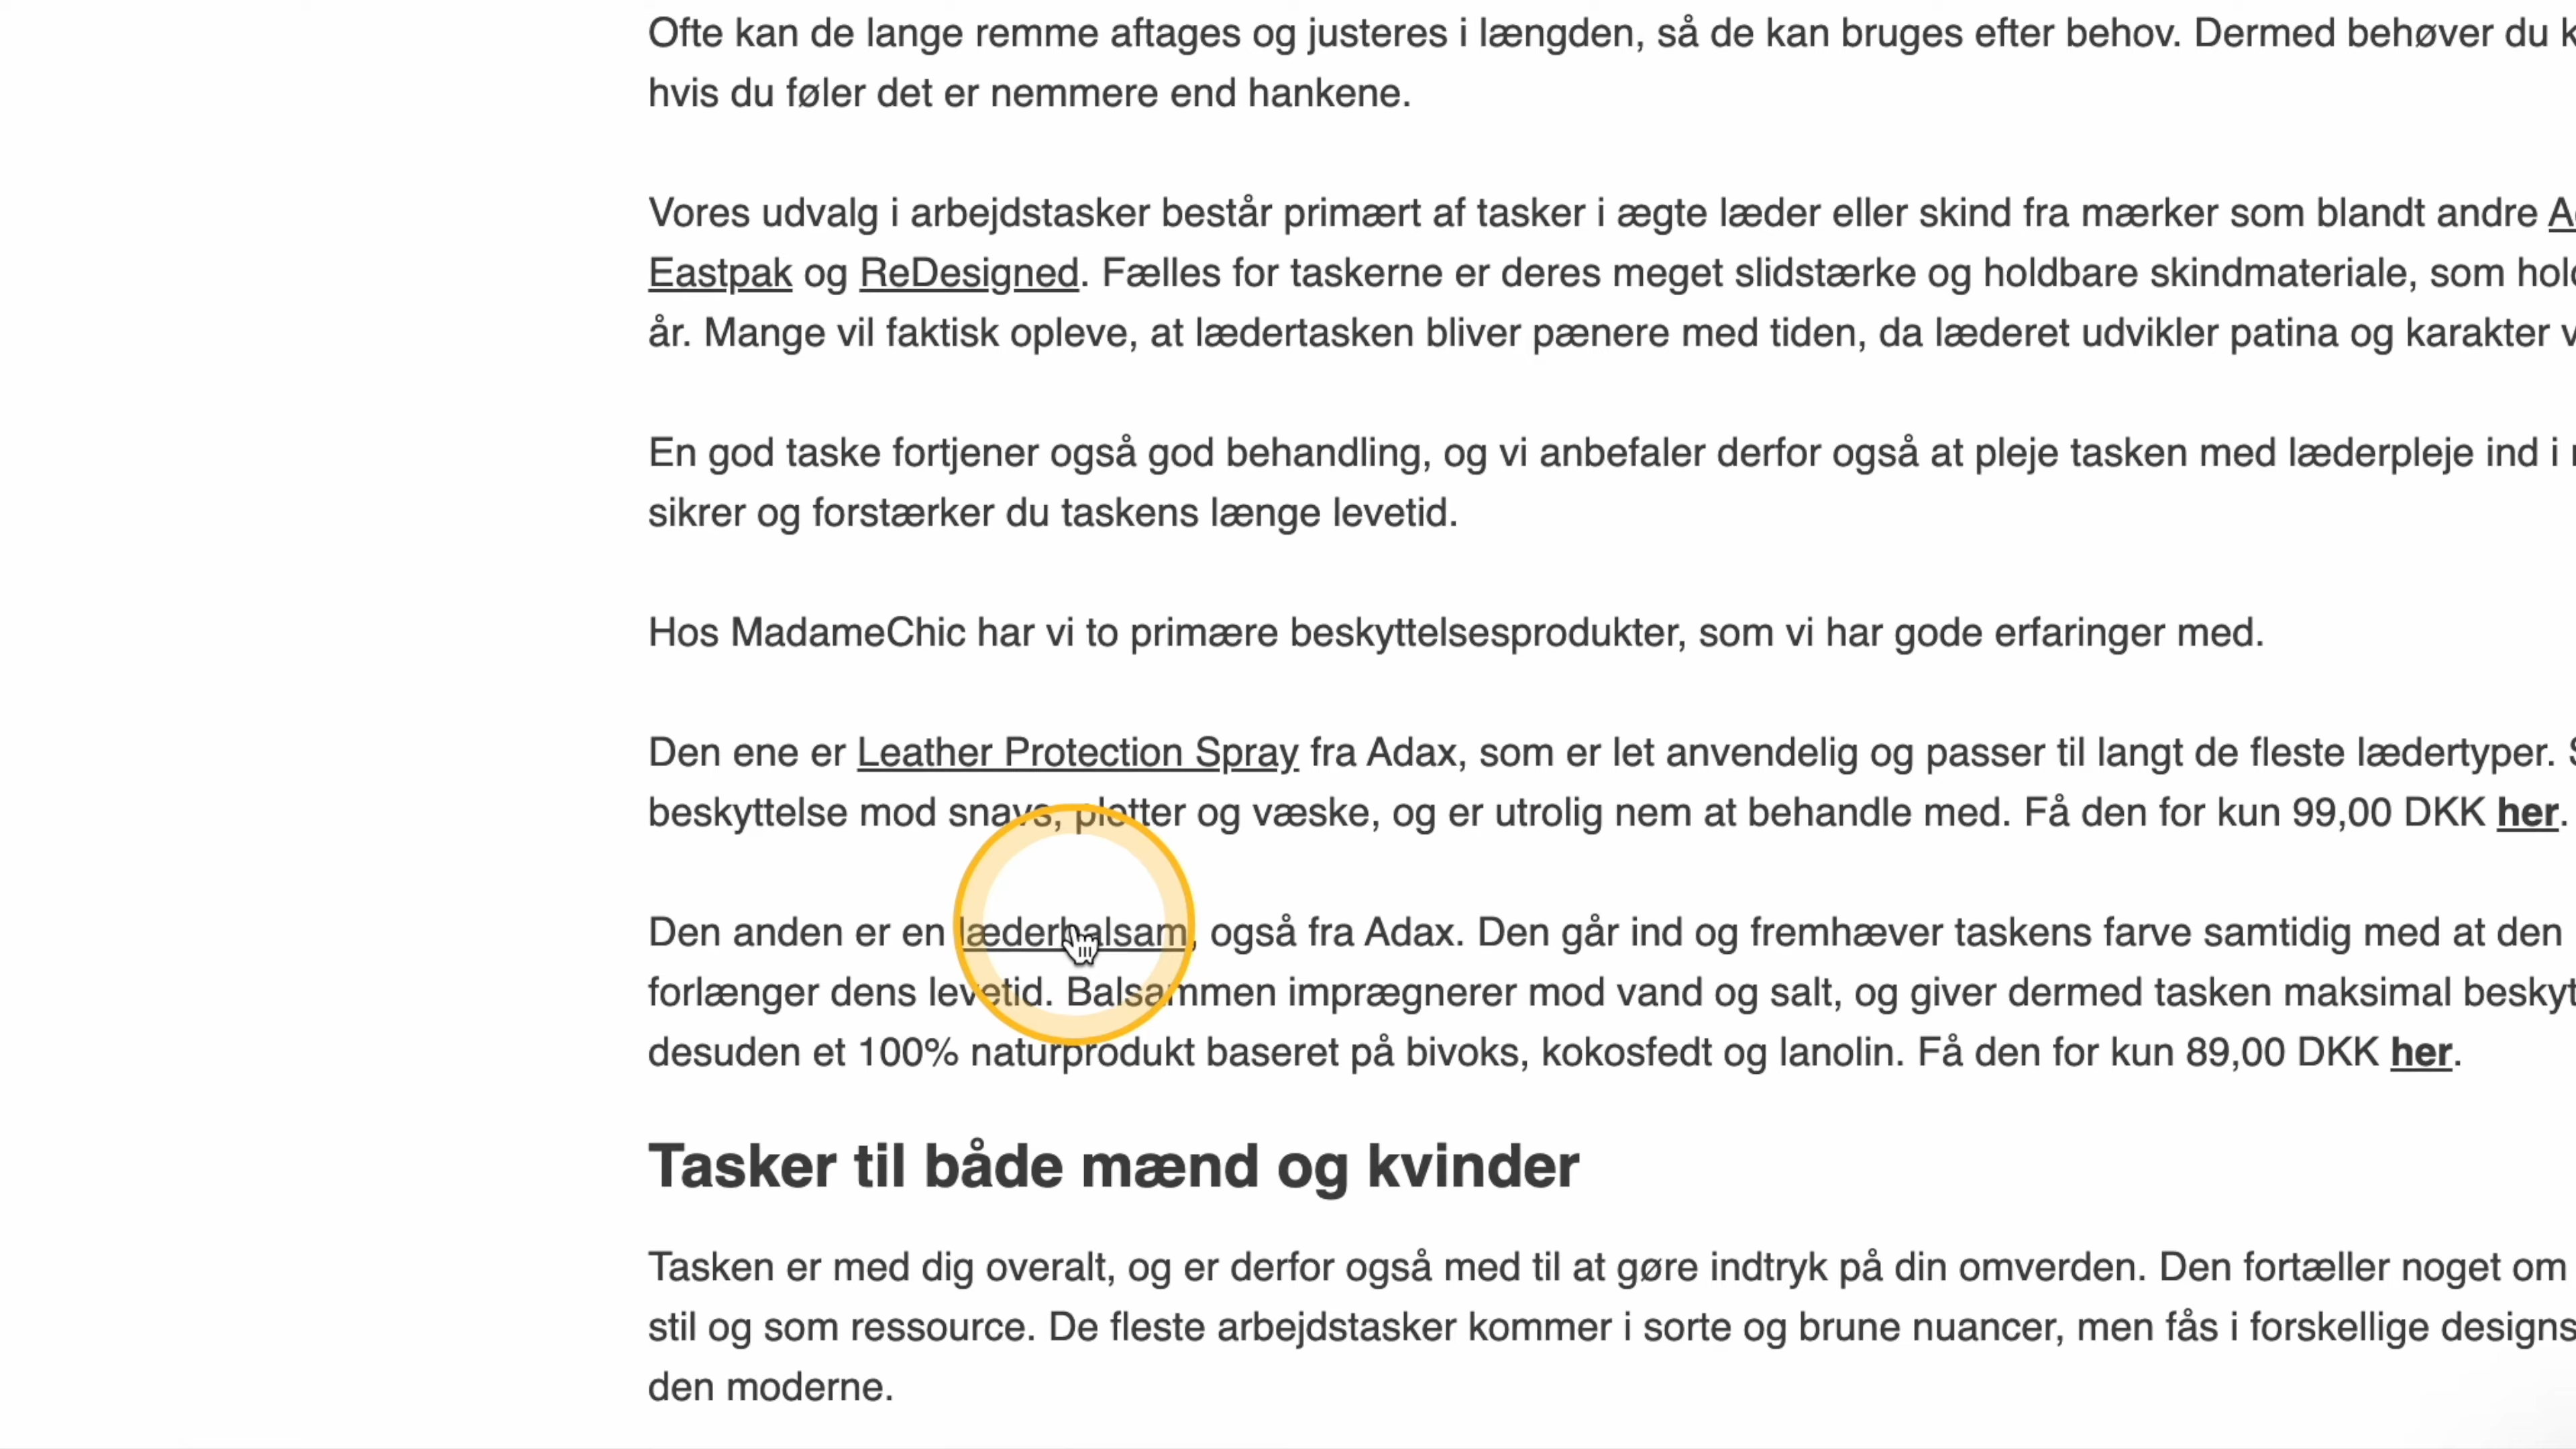 Ofte kan de lange remme aftages og justeres i længden, så de kan bruges efter behov. Dermed behøver du
hvis du føler det er nemmere end hankene.
Vores udvalg i arbejdstasker består primært af tasker i ægte læder eller skind fra mærker som blandt andre
Eastpak og ReDesigned. Fælles for taskerne er deres meget slidstærke og holdbare skindmateriale, som
år. Mange vil faktisk opleve, at lædertasken bliver pænere med tiden, da læderet udvikler patina og karakter
En god taske fortjener også god behandling, og vi anbefaler derfor også at pleje tasken med læderpleje ind i
sikrer og forstærker du taskens længe levetid.
Hos MadameChic har vi to primære beskyttelsesprodukter, som vi har gode erfaringer med.
Den ene er Leather Protection Spray fra Adax, som er let anvendelig og passer til langt de fleste lædertyper.
beskyttelse mod snavs, pletter og væske, og er utrolig nem at behandle med. Få den for kun 99,00 DKK her.
Den anden er en læderbalsam, også fra Adax. Den går ind og fremhæver taskens farve samtidig med at den
forlænger dens levetid. Balsammen imprægnerer mod vand og salt, og giver dermed tasken maksimal
desuden et 100% naturprodukt baseret på bivoks, kokosfedt og lanolin. Få den for kun 89,00 DKK her.
Tasker til både mænd og kvinder
Tasken er med dig overalt, og er derfor også med til at gøre indtryk på din omverden. Den fortæller noget om
stil og som ressource. De fleste arbejdstasker kommer i sorte og brune nuancer, men fås i forskellige designs
den moderne.